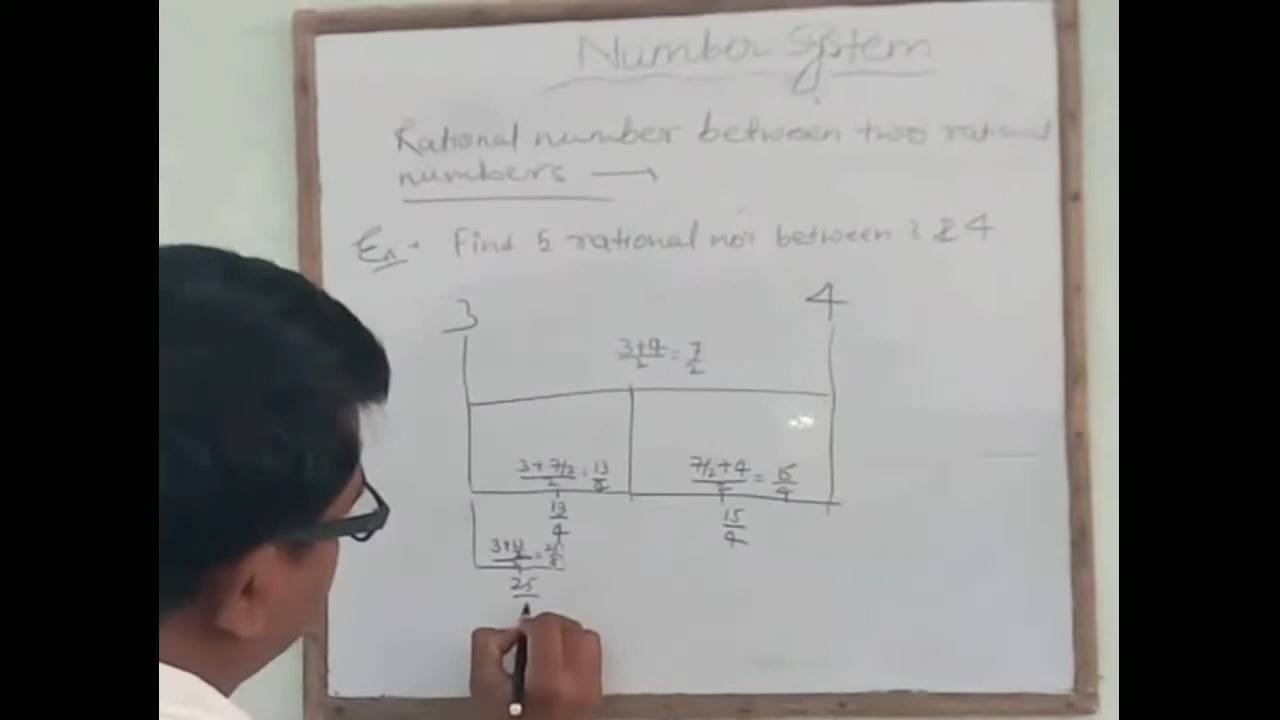 Number System
Rational number between two rational
numbers →
Ex:- Find 5 rational no's between 3 & 4
3 4
3+4/2 = 7/2
3+7/2/2 = 13/4 7/2+4/2 = 15/4
13/4 15/4
25